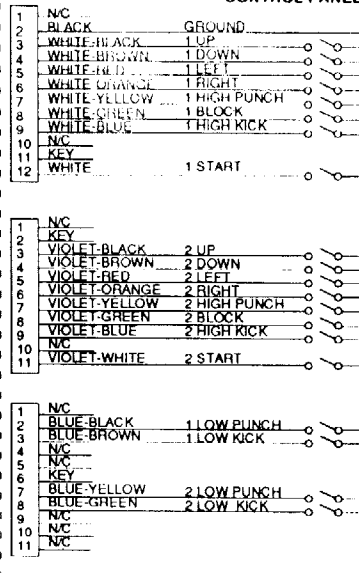 CONTROL PANEL
1 N/C
2 BLACK GROUND
3 WHITE-BLACK 1 UP
4 WHITE-BROWN 1 DOWN
5 WHITE-RED 1 LEFT
6 WHITE ORANGE 1 RIGHT
7 WHITE-YELLOW 1 HIGH PUNCH
8 WHITE-GREEN 1 BLOCK
9 WHITE-BLUE 1 HIGH KICK
10 N/C
11 KEY
12 WHITE 1 START
1 N/C
2 KEY
3 VIOLET-BLACK 2 UP
4 VIOLET-BROWN 2 DOWN
5 VIOLET-RED 2 LEFT
6 VIOLET-ORANGE 2 RIGHT
7 VIOLET-YELLOW 2 HIGH PUNCH
8 VIOLET-GREEN 2 BLOCK
9 VIOLET-BLUE 2 HIGH KICK
10 N/C
11 VIOLET-WHITE 2 START
1 N/C
2 BLUE-BLACK 1 LOW PUNCH
3 BLUE-BROWN 1 LOW KICK
4 N/C
5 N/C
6 KEY
7 BLUE-YELLOW 2 LOW PUNCH
8 BLUE-GREEN 2 LOW KICK
9 N/C
10 N/C
11 N/C